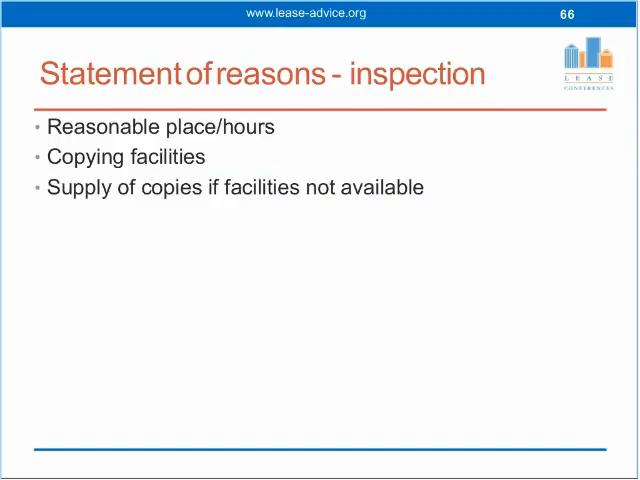 www.lease-advice.org
66
Statement of reasons - inspection
LEASE
CONFERENCES
• Reasonable place/hours
• Copying facilities
• Supply of copies if facilities not available